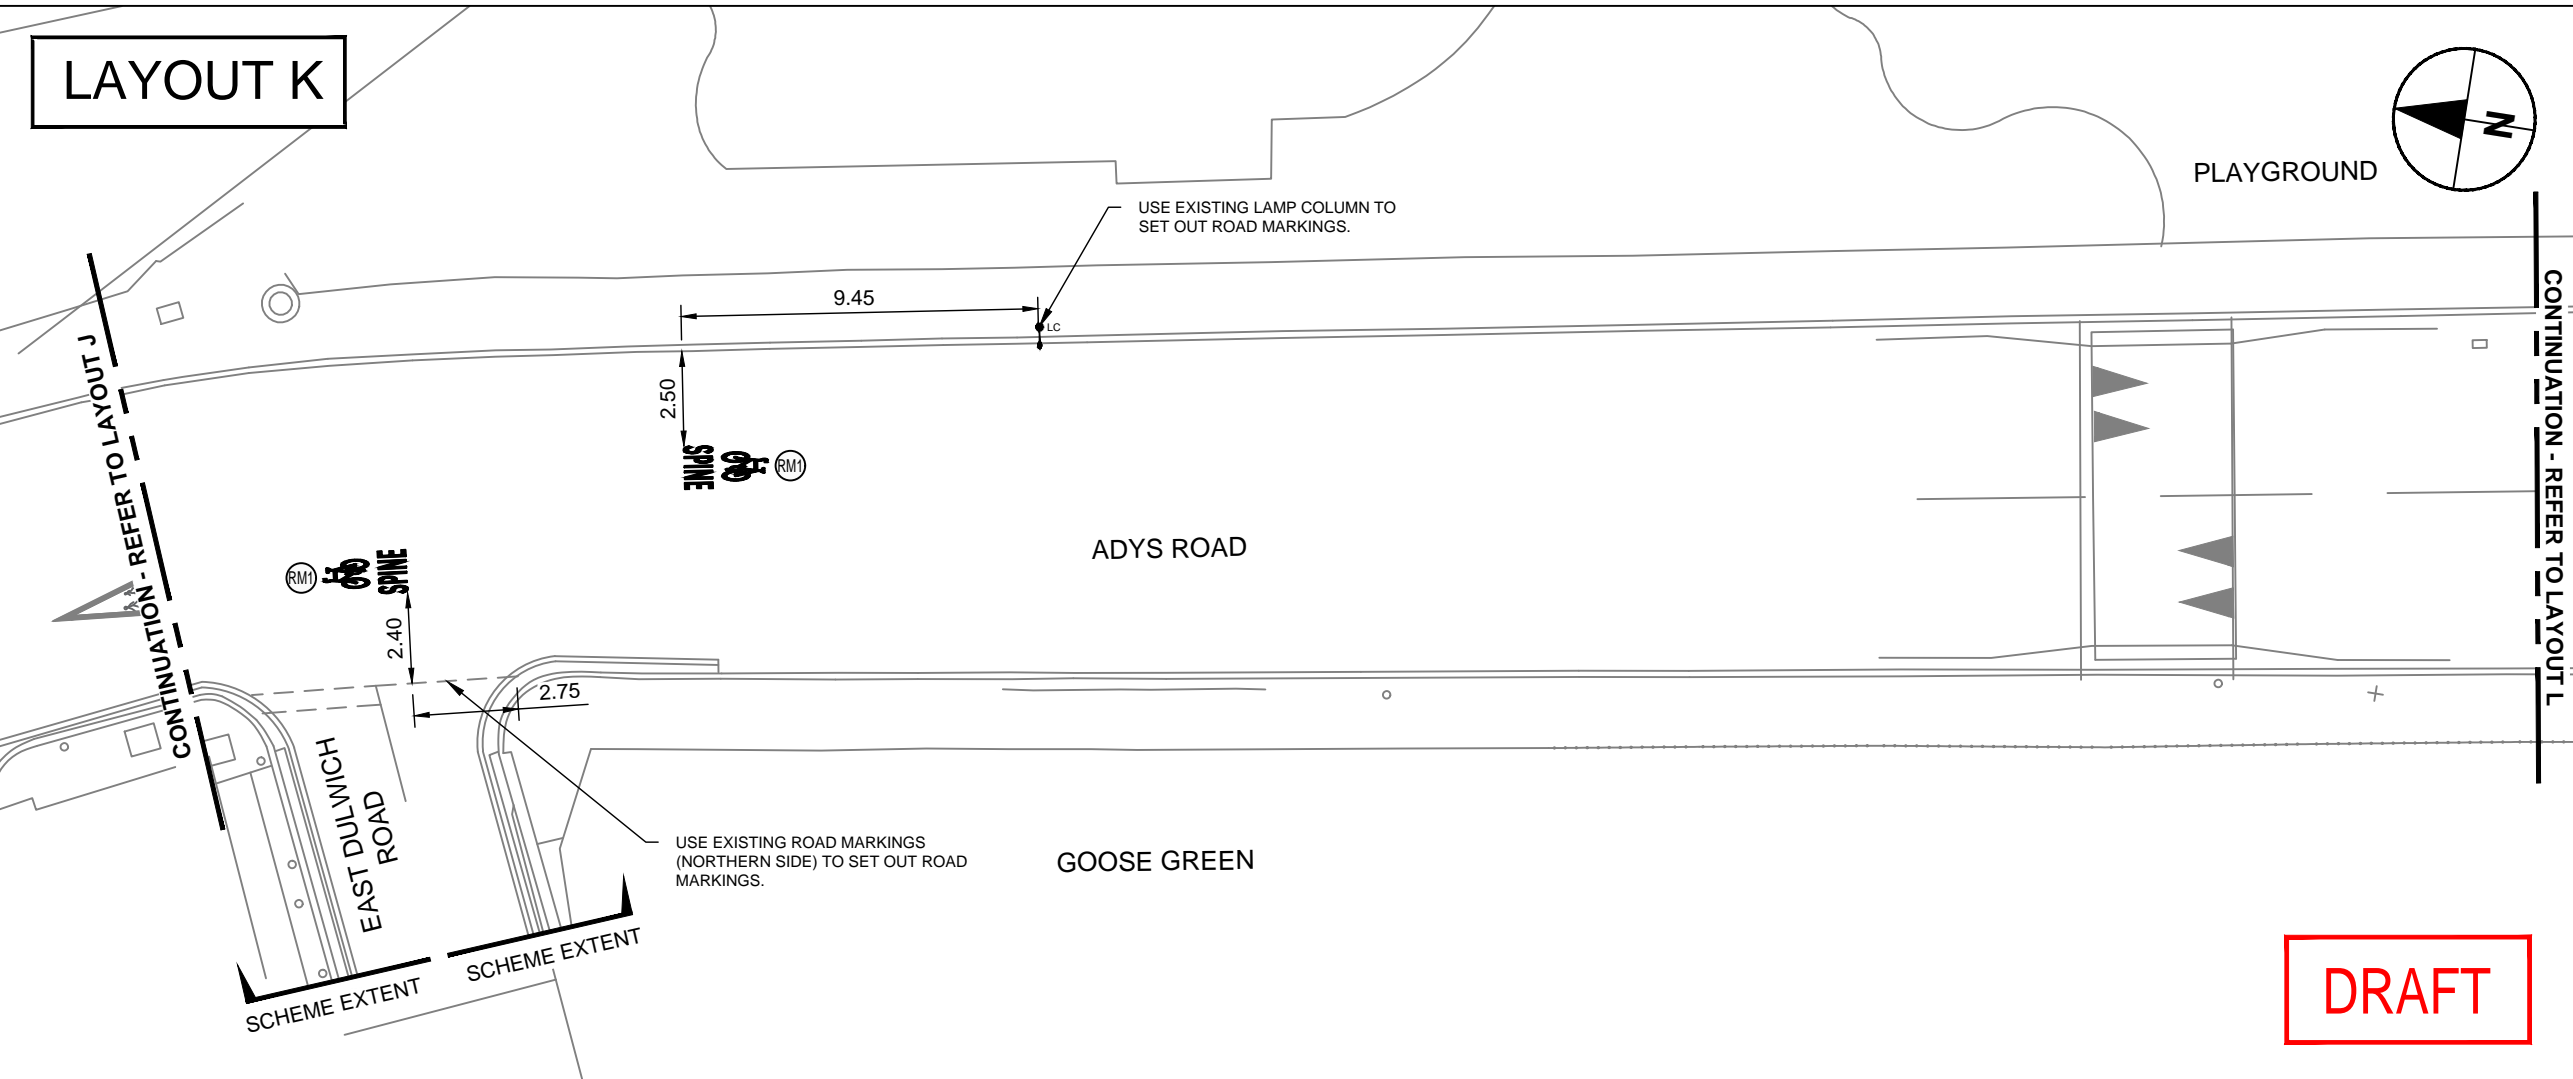 LAYOUT K
N
PLAYGROUND
USE EXISTING LAMP COLUMN TO
SET OUT ROAD MARKINGS.
9.45
LC
CONTINUATION - REFER TO LAYOUT J
2.50
SPINE
RM1
CONTINUATION - REFER TO LAYOUT L
ADYS ROAD
RM1
SPINE
2.40
2.75
EAST DULWICH
ROAD
USE EXISTING ROAD MARKINGS
(NORTHERN SIDE) TO SET OUT ROAD
MARKINGS.
GOOSE GREEN
SCHEME EXTENT
SCHEME EXTENT
DRAFT